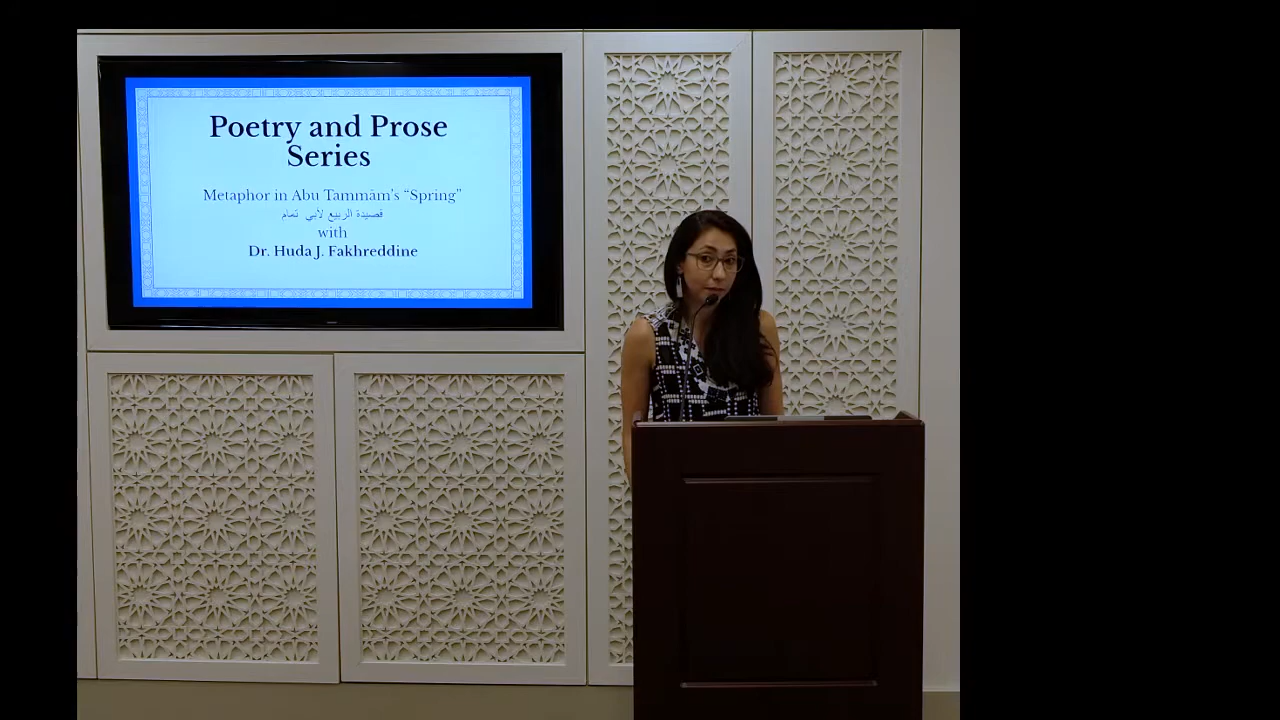 Poetry and Prose
Series
Metaphor in Abu Tammām's “Spring”
قصيدة الربيع لأبي تمام
with
Dr. Huda J. Fakhreddine